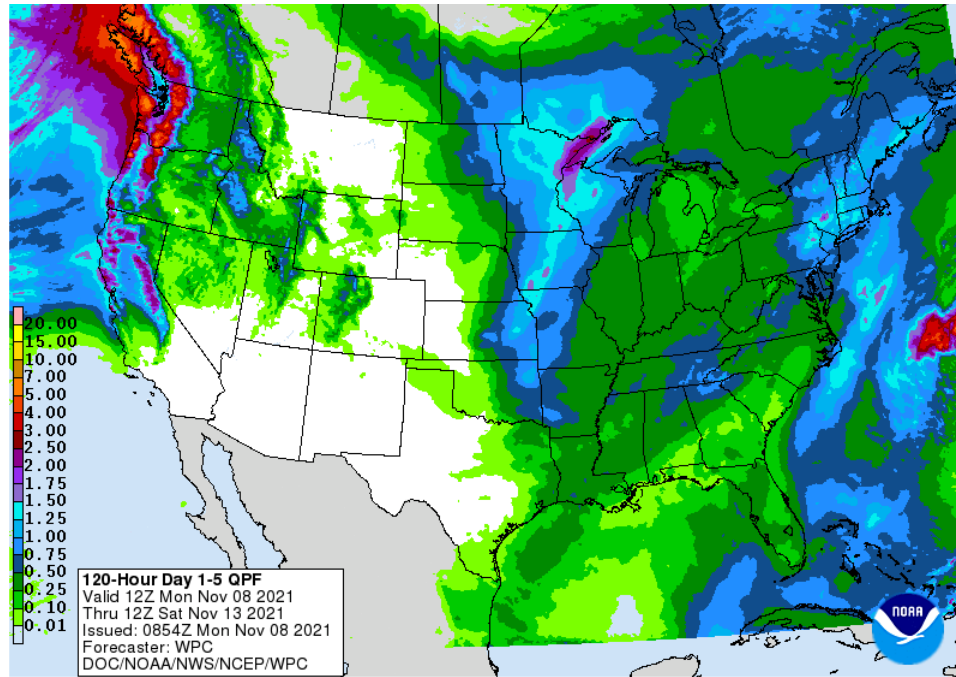 20.00
15.00
10.00
7.00
5.00
4.00
3.00
2.50
2.00
1.75
1.50
1.25
1.00
0.75
0.50
0.25
0.10
0.01
120-Hour Day 1-5 QPF
Valid 12Z Mon Nov 08 2021
Thru 12Z Sat Nov 13 2021
Issued: 0854Z Mon Nov 08 2021
Forecaster: WPC
DOC/NOAA/NWS/NCEP/WPC
NOAA